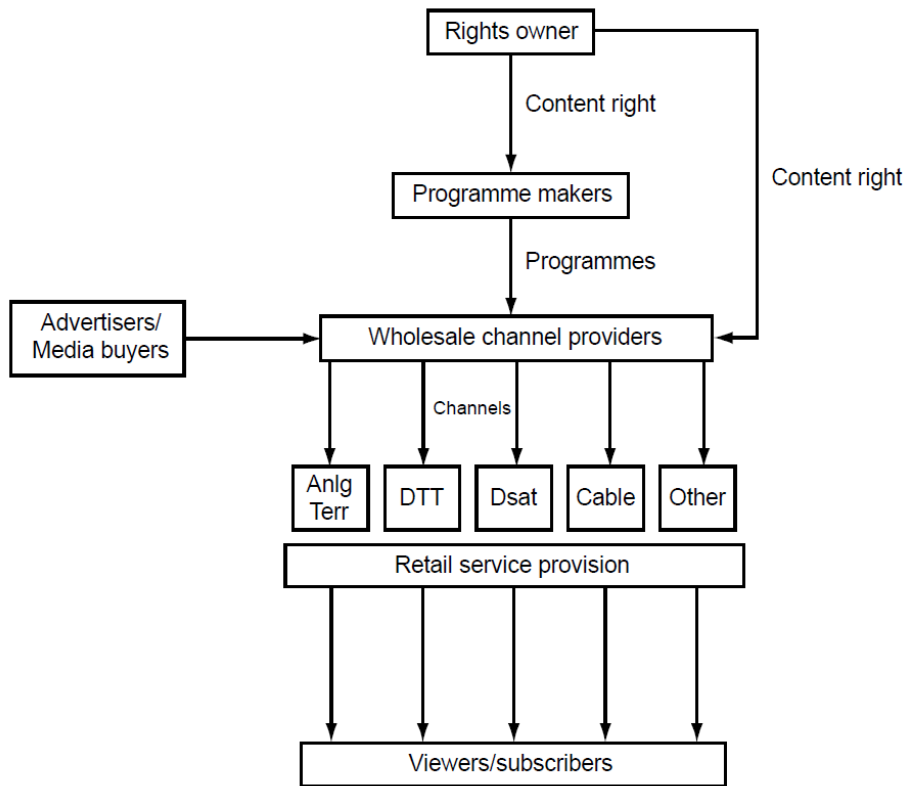 Rights owner
Content right
Content right
Programme makers
Programmes
Advertisers/
Media buyers
Wholesale channel providers
Channels
Anlg
Terr
DTT
Dsat
Cable
Other
Retail service provision
Viewers/subscribers